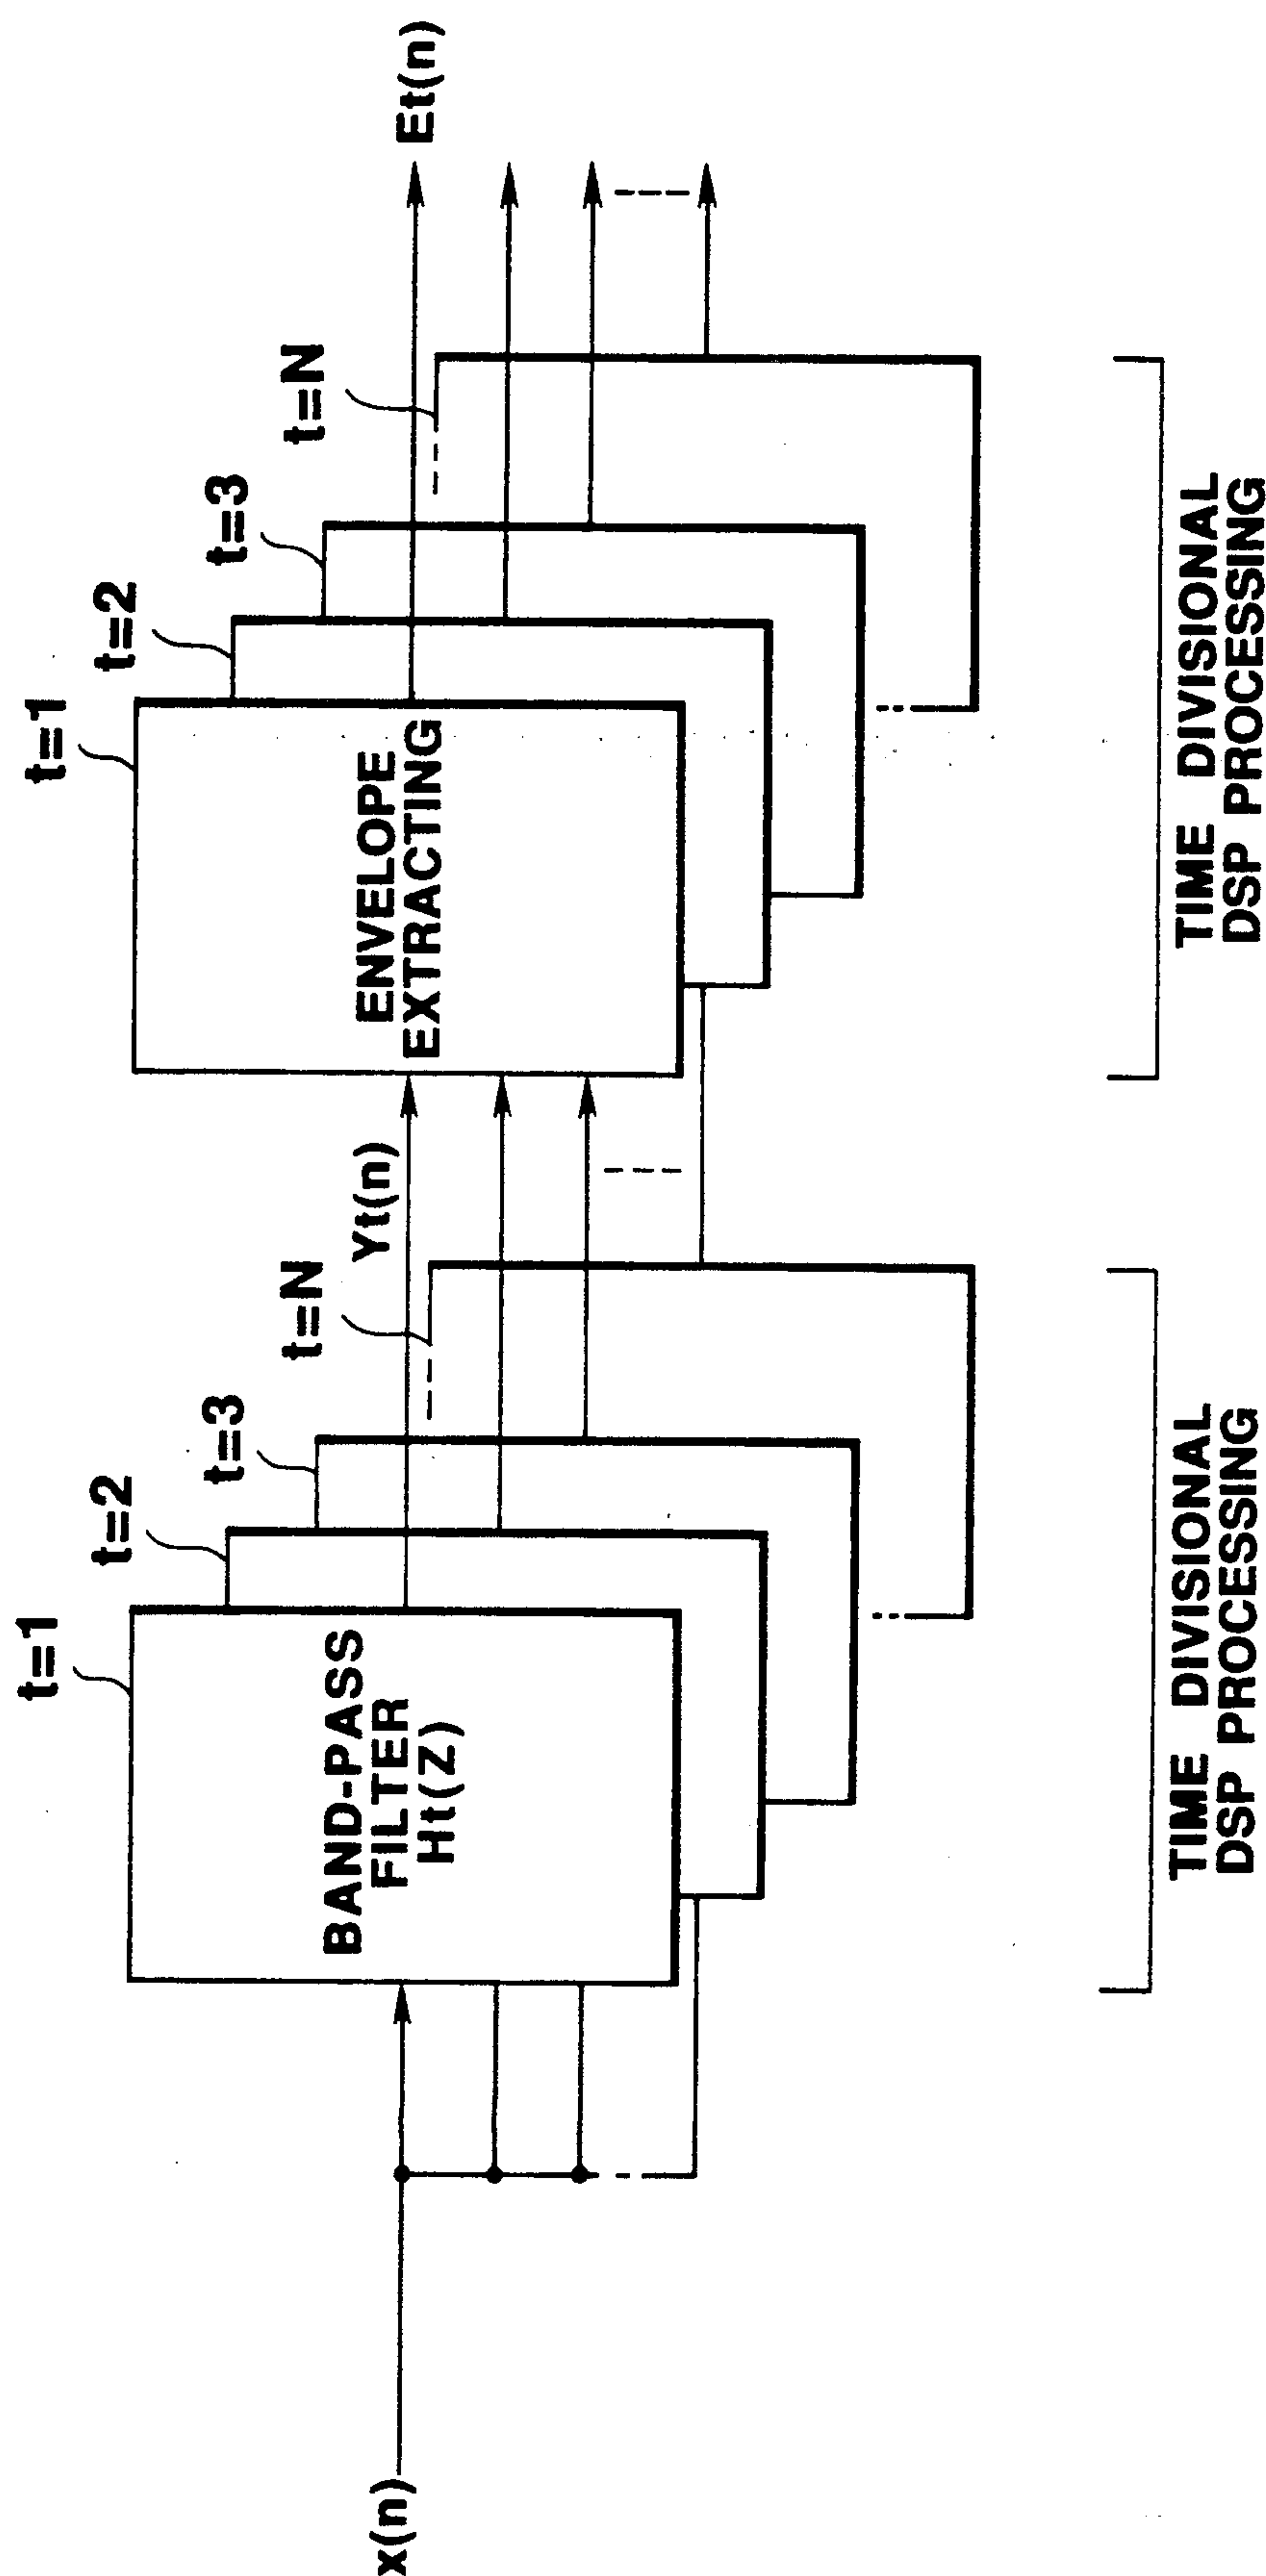 x(n)
t=1
t=2
t=3
t=N
BAND-PASS
FILTER
Ht(Z)
TIME DIVISIONAL
DSP PROCESSING
Yt(n)
t=1
t=2
t=3
t=N
ENVELOPE
EXTRACTING
TIME DIVISIONAL
DSP PROCESSING
Et(n)